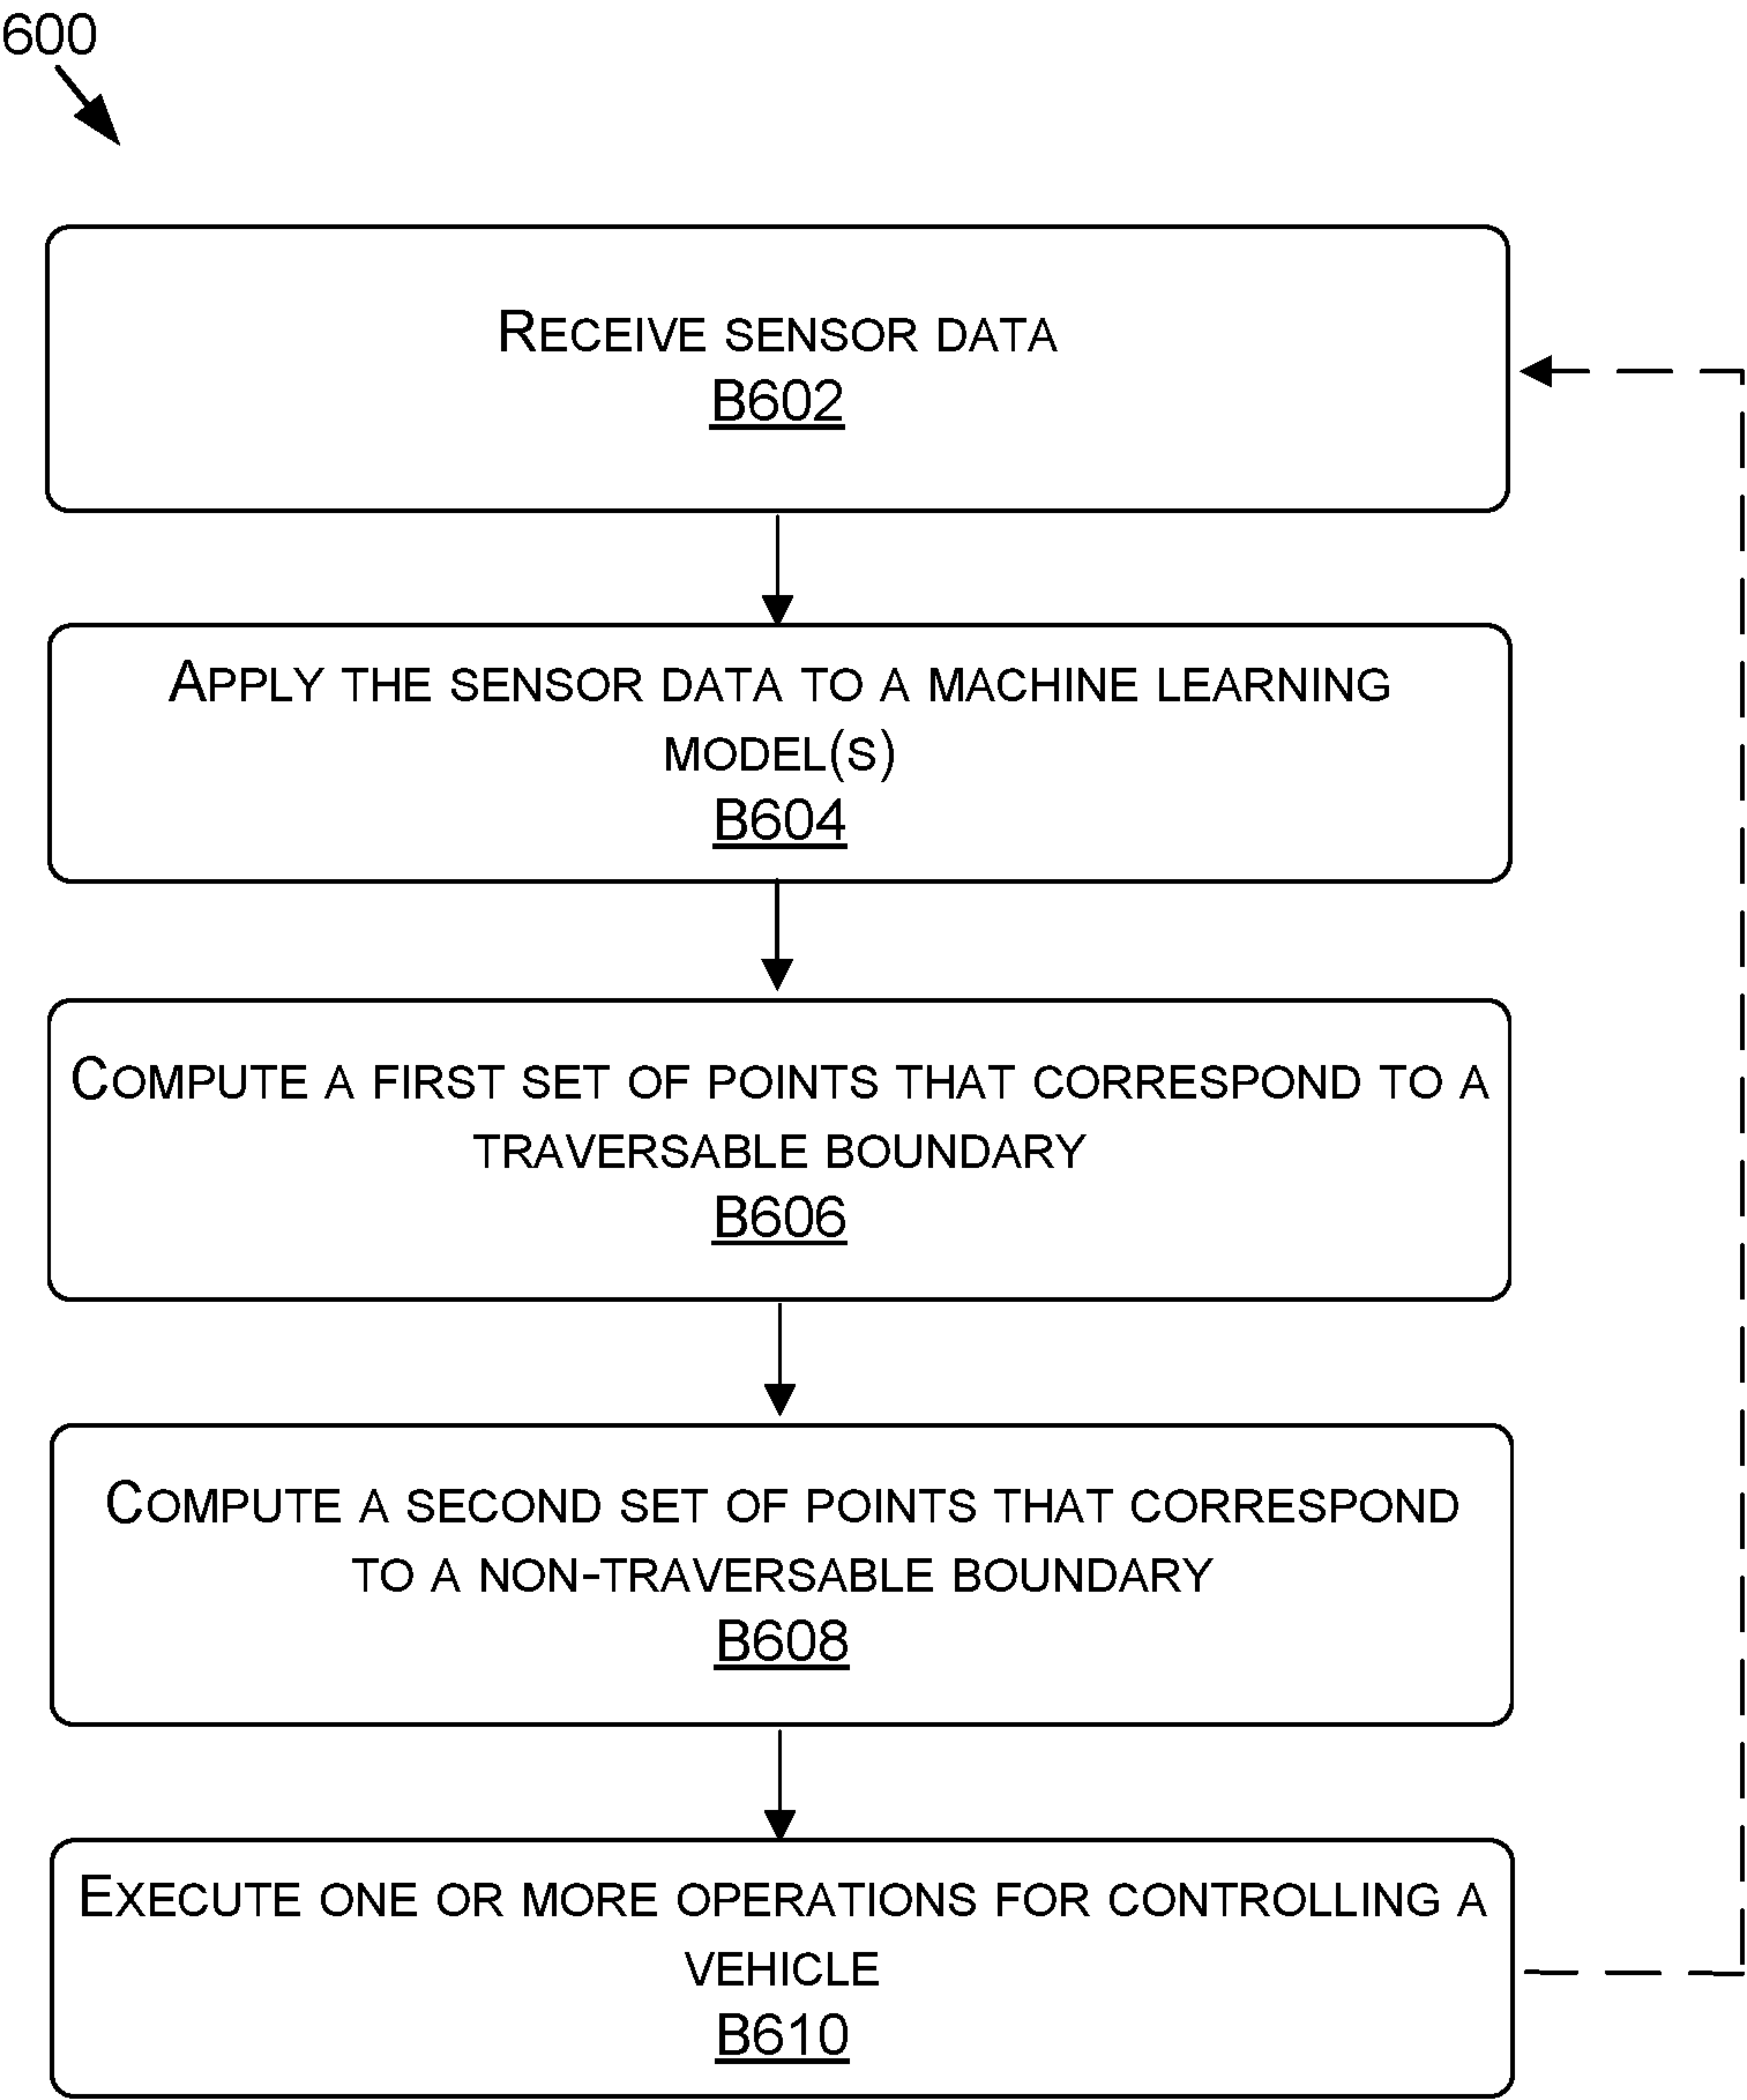 600
RECEIVE SENSOR DATA
B602
APPLY THE SENSOR DATA TO A MACHINE LEARNING
MODEL(S)
B604
COMPUTE A FIRST SET OF POINTS THAT CORRESPOND TO A
TRAVERSABLE BOUNDARY
B606
COMPUTE A SECOND SET OF POINTS THAT CORRESPOND
TO A NON-TRAVERSABLE BOUNDARY
B608
EXECUTE ONE OR MORE OPERATIONS FOR CONTROLLING A
VEHICLE
B610